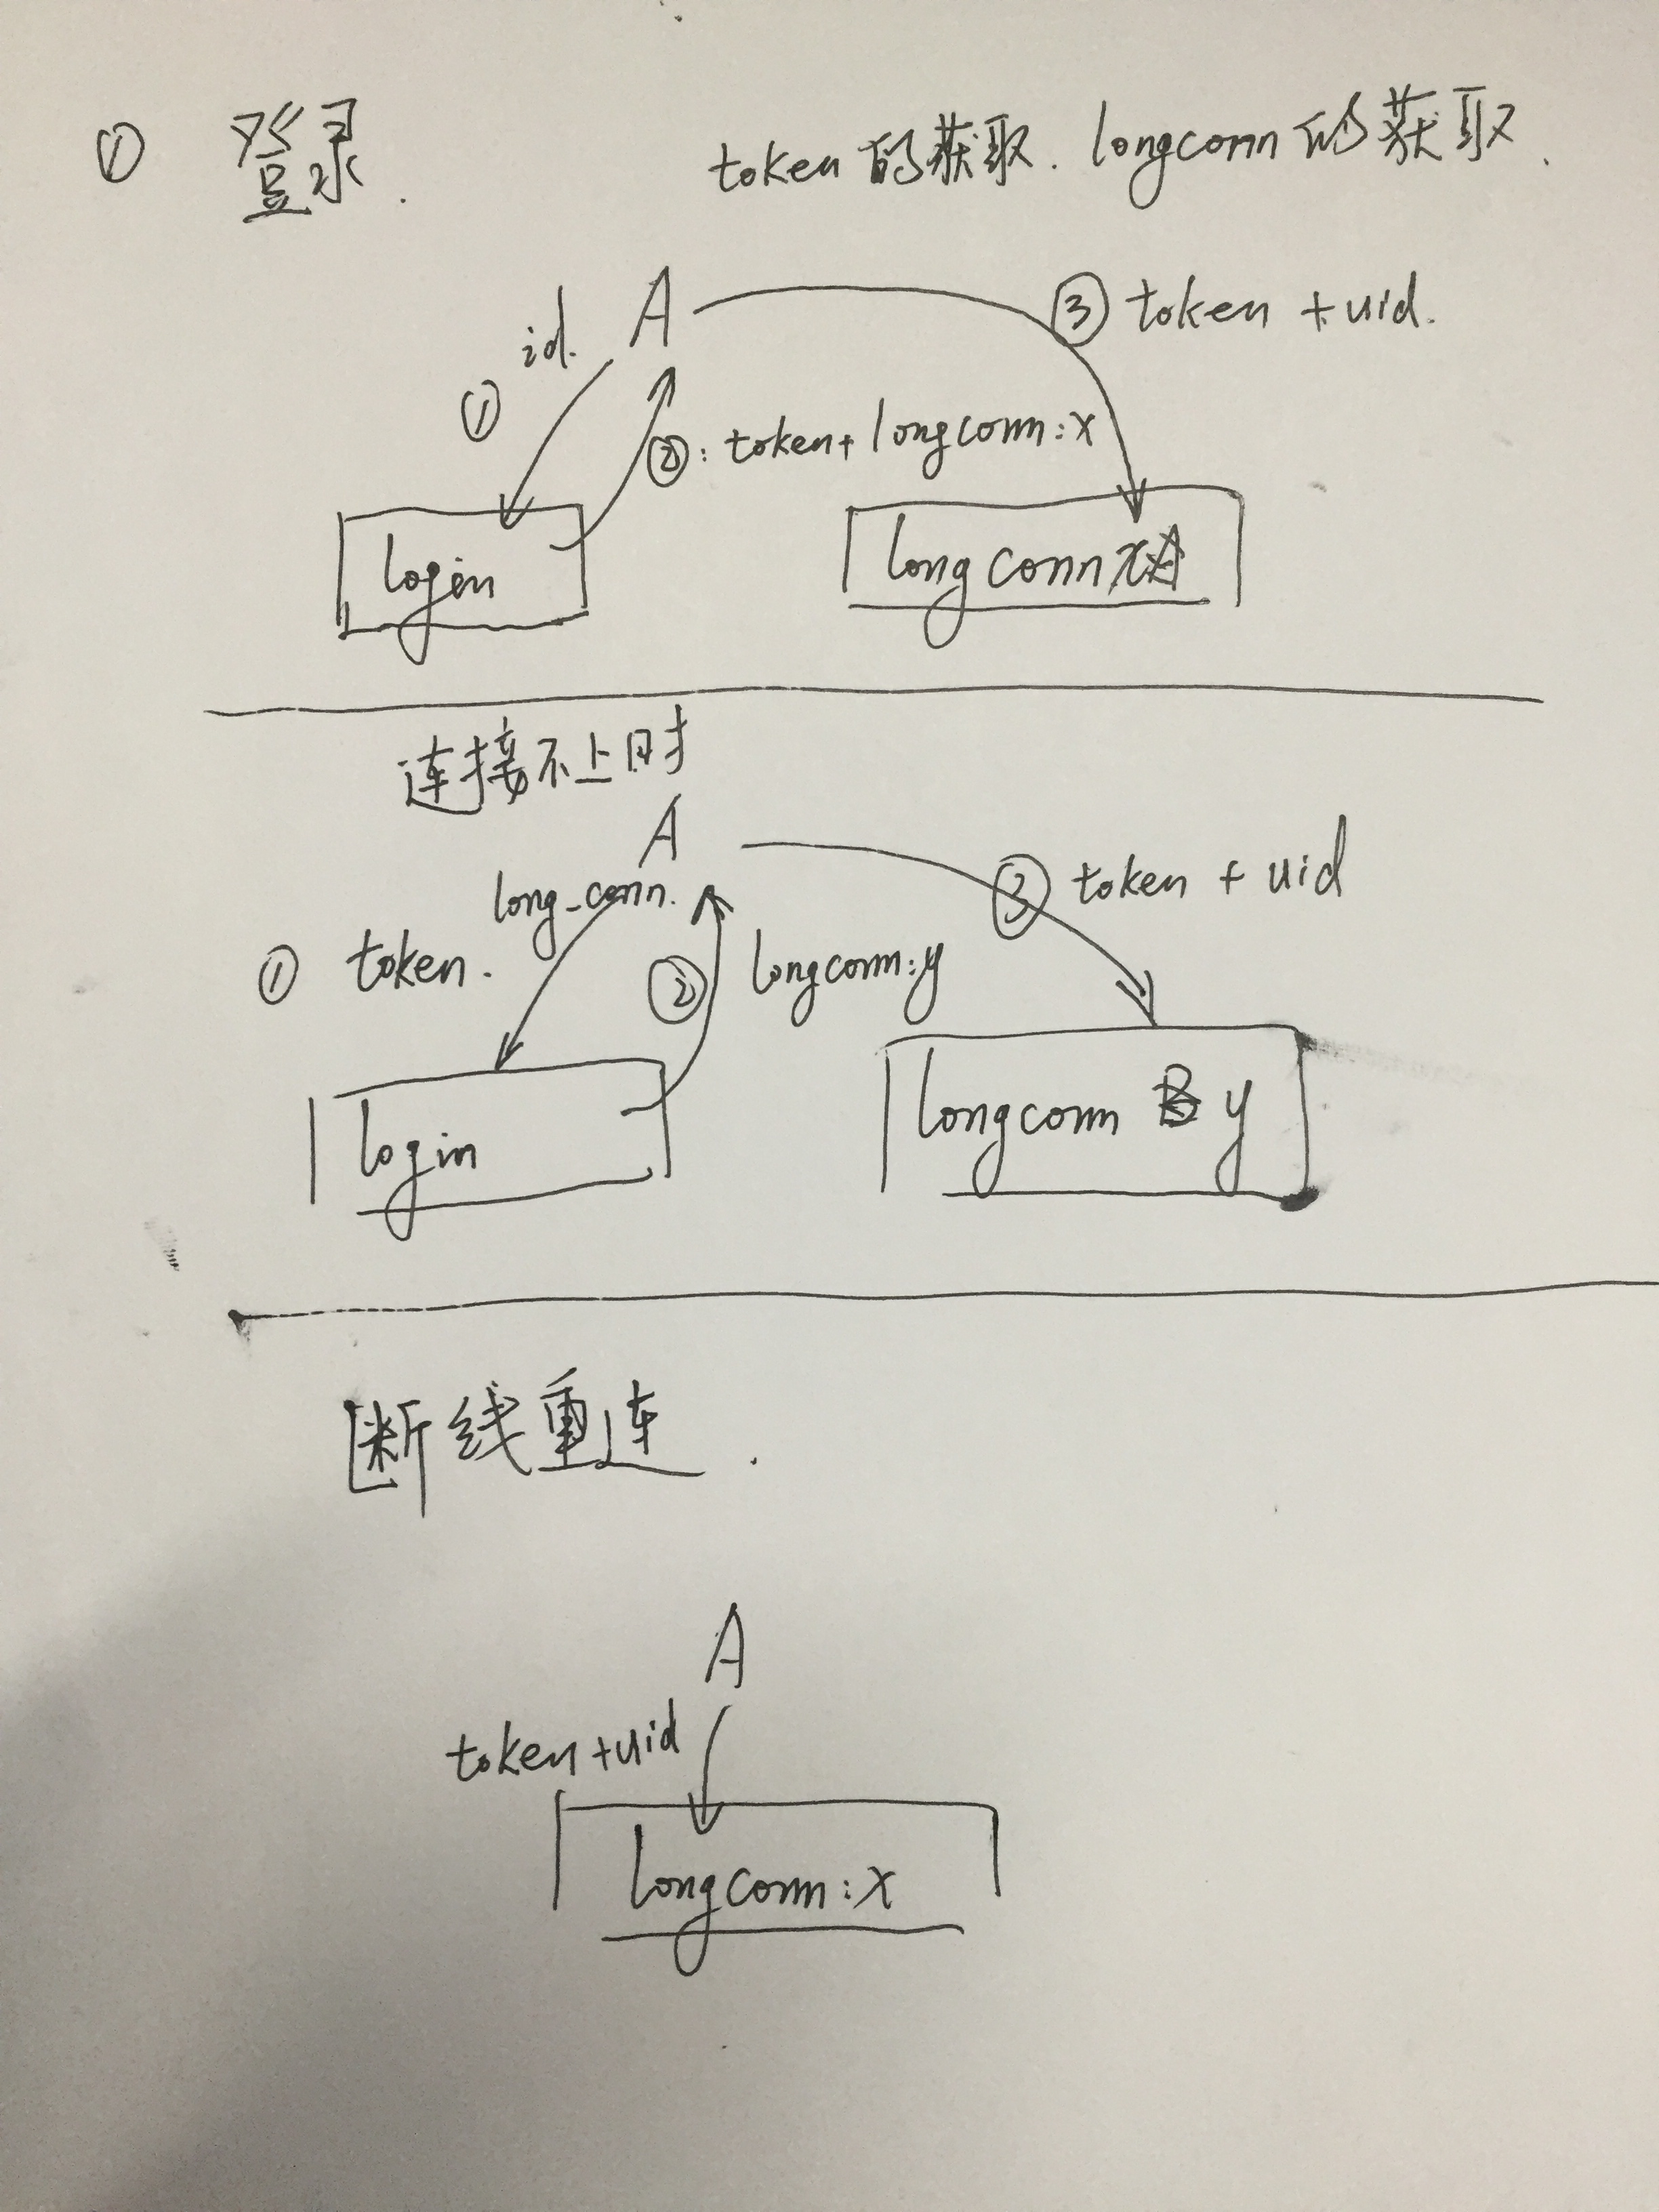 ① 登录. token的获取. longconn的获取.
A
id.
③ token + uid.
①
②: token + longconn:x
login
longconn x
连接不上时
A
long_conn.
③ token + uid
① token.
② longconn:y
login
longconn y
断线重连.
A
token+uid
longconn:x